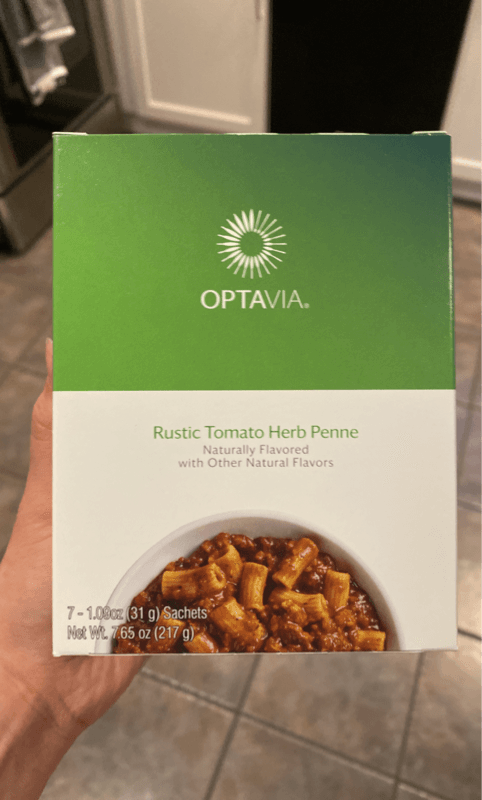 OPTAVIA®
Rustic Tomato Herb Penne
Naturally Flavored
with Other Natural Flavors
7 - 1.09oz (31 g) Sachets
Net Wt. 7.65 oz (217 g)